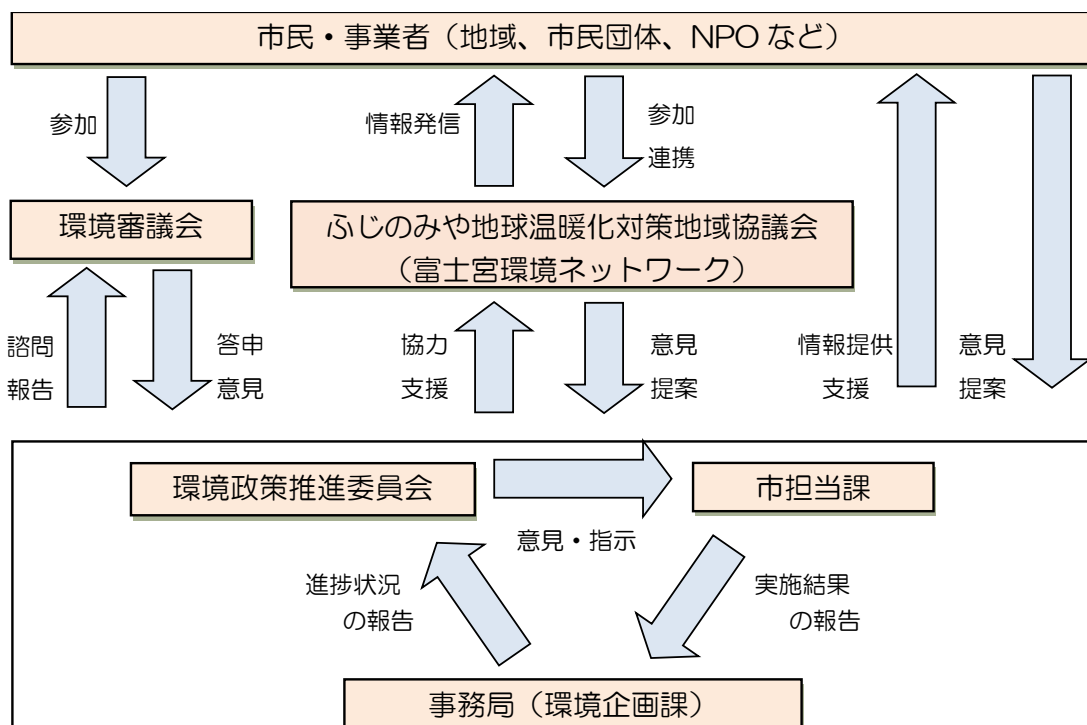 市民・事業者（地域、市民団体、NPO など）
参加
情報発信
参加
連携
環境審議会
ふじのみや地球温暖化対策地域協議会
（富士宮環境ネットワーク）
諮問
報告
答申
意見
協力
支援
意見
提案
情報提供
支援
意見
提案
環境政策推進委員会
市担当課
意見・指示
進捗状況
の報告
実施結果
の報告
事務局（環境企画課）